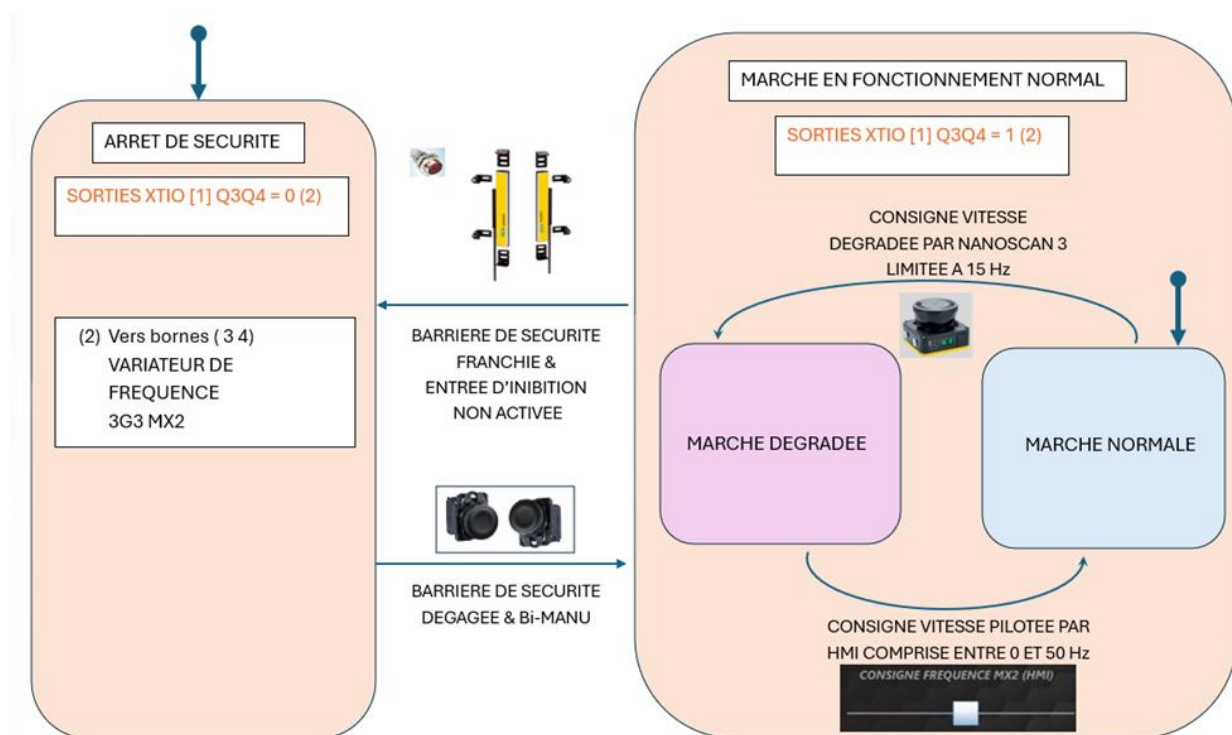 ARRET DE SECURITE
SORTIES XTIO [1] Q3Q4 = 0 (2)
(2) Vers bornes ( 3 4)
VARIATEUR DE
FREQUENCE
3G3 MX2
BARRIERE DE SECURITE
FRANCHIE &
ENTREE D'INIBITION
NON ACTIVEE
BARRIERE DE SECURITE
DEGAGEE & Bi-MANU
MARCHE EN FONCTIONNEMENT NORMAL
SORTIES XTIO [1] Q3Q4 = 1 (2)
CONSIGNE VITESSE
DEGRADEE PAR NANOSCAN 3
LIMITEE A 15 Hz
MARCHE DEGRADEE
MARCHE NORMALE
CONSIGNE VITESSE PILOTEE PAR
HMI COMPRISE ENTRE 0 ET 50 Hz
CONSIGNE FREQUENCE MX2 (HMI)